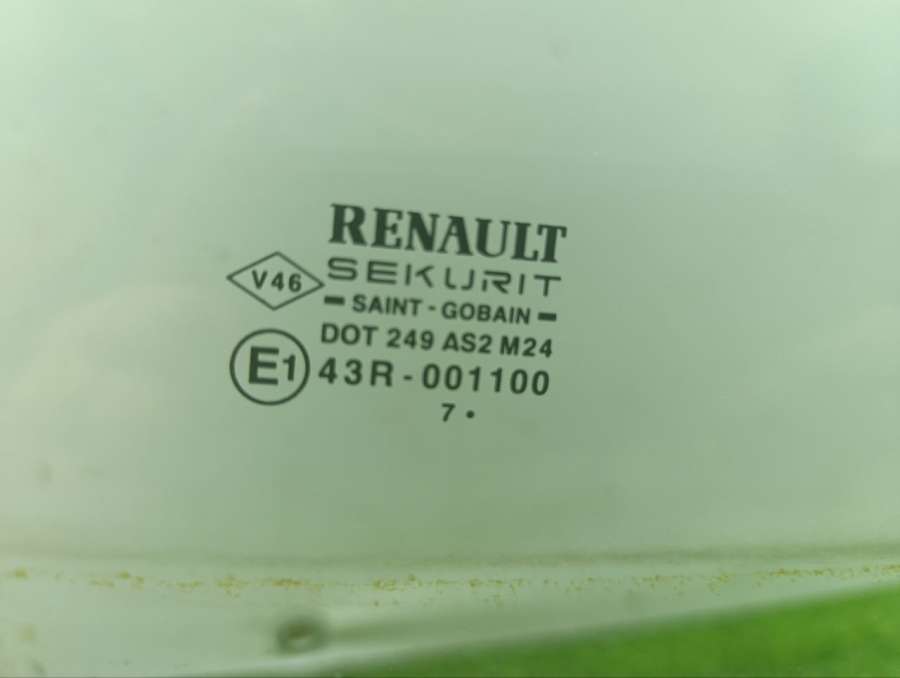 RENAULT
V46
SEKURIT
SAINT - GOBAIN
DOT 249 AS2 M24
E1 43R - 001100
7 •